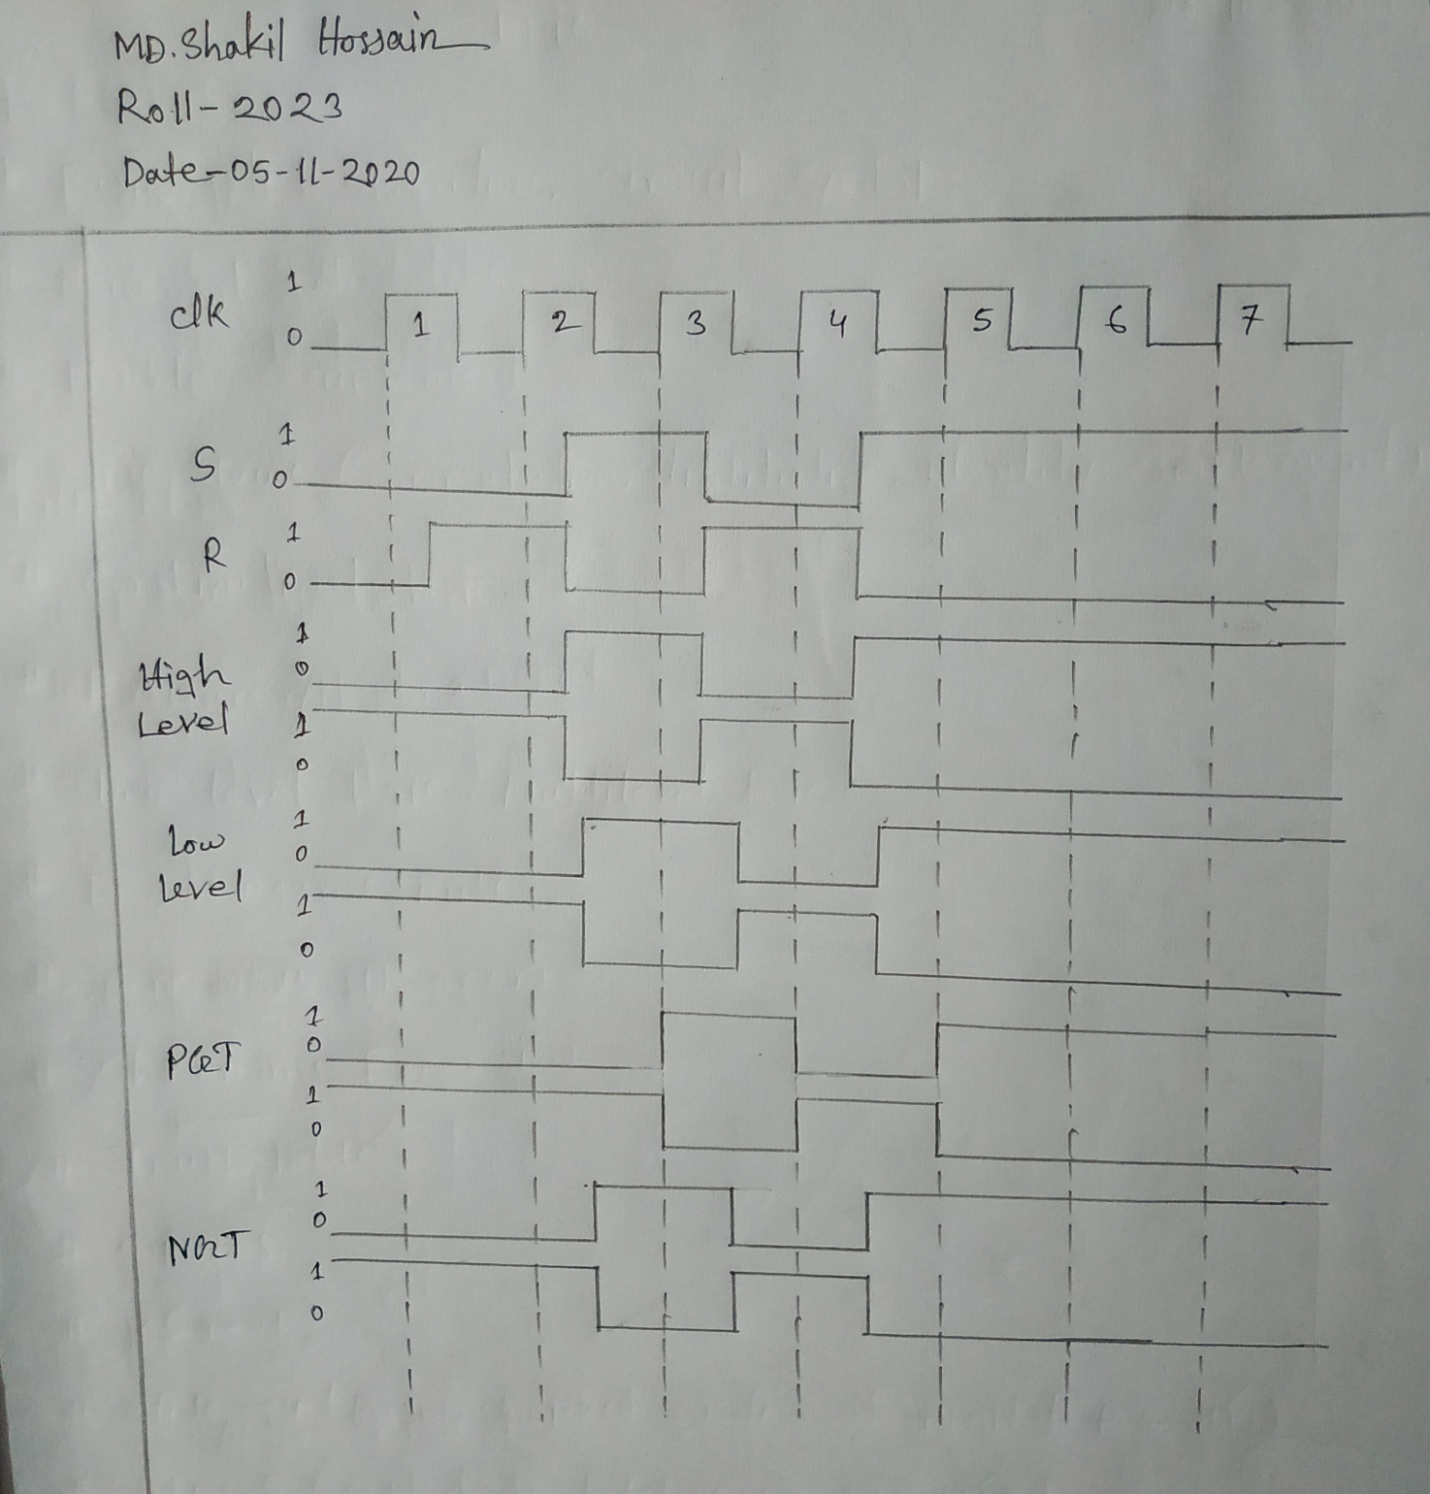 MD. Shakil Hossain
Roll- 2023
Date-05-11-2020
clk 1 0 1 2 3 4 5 6 7
S 1 0
R 1 0
High Level 1 0 1 0
Low Level 1 0 1 0
PGT 1 0 1 0
1 0 1 0